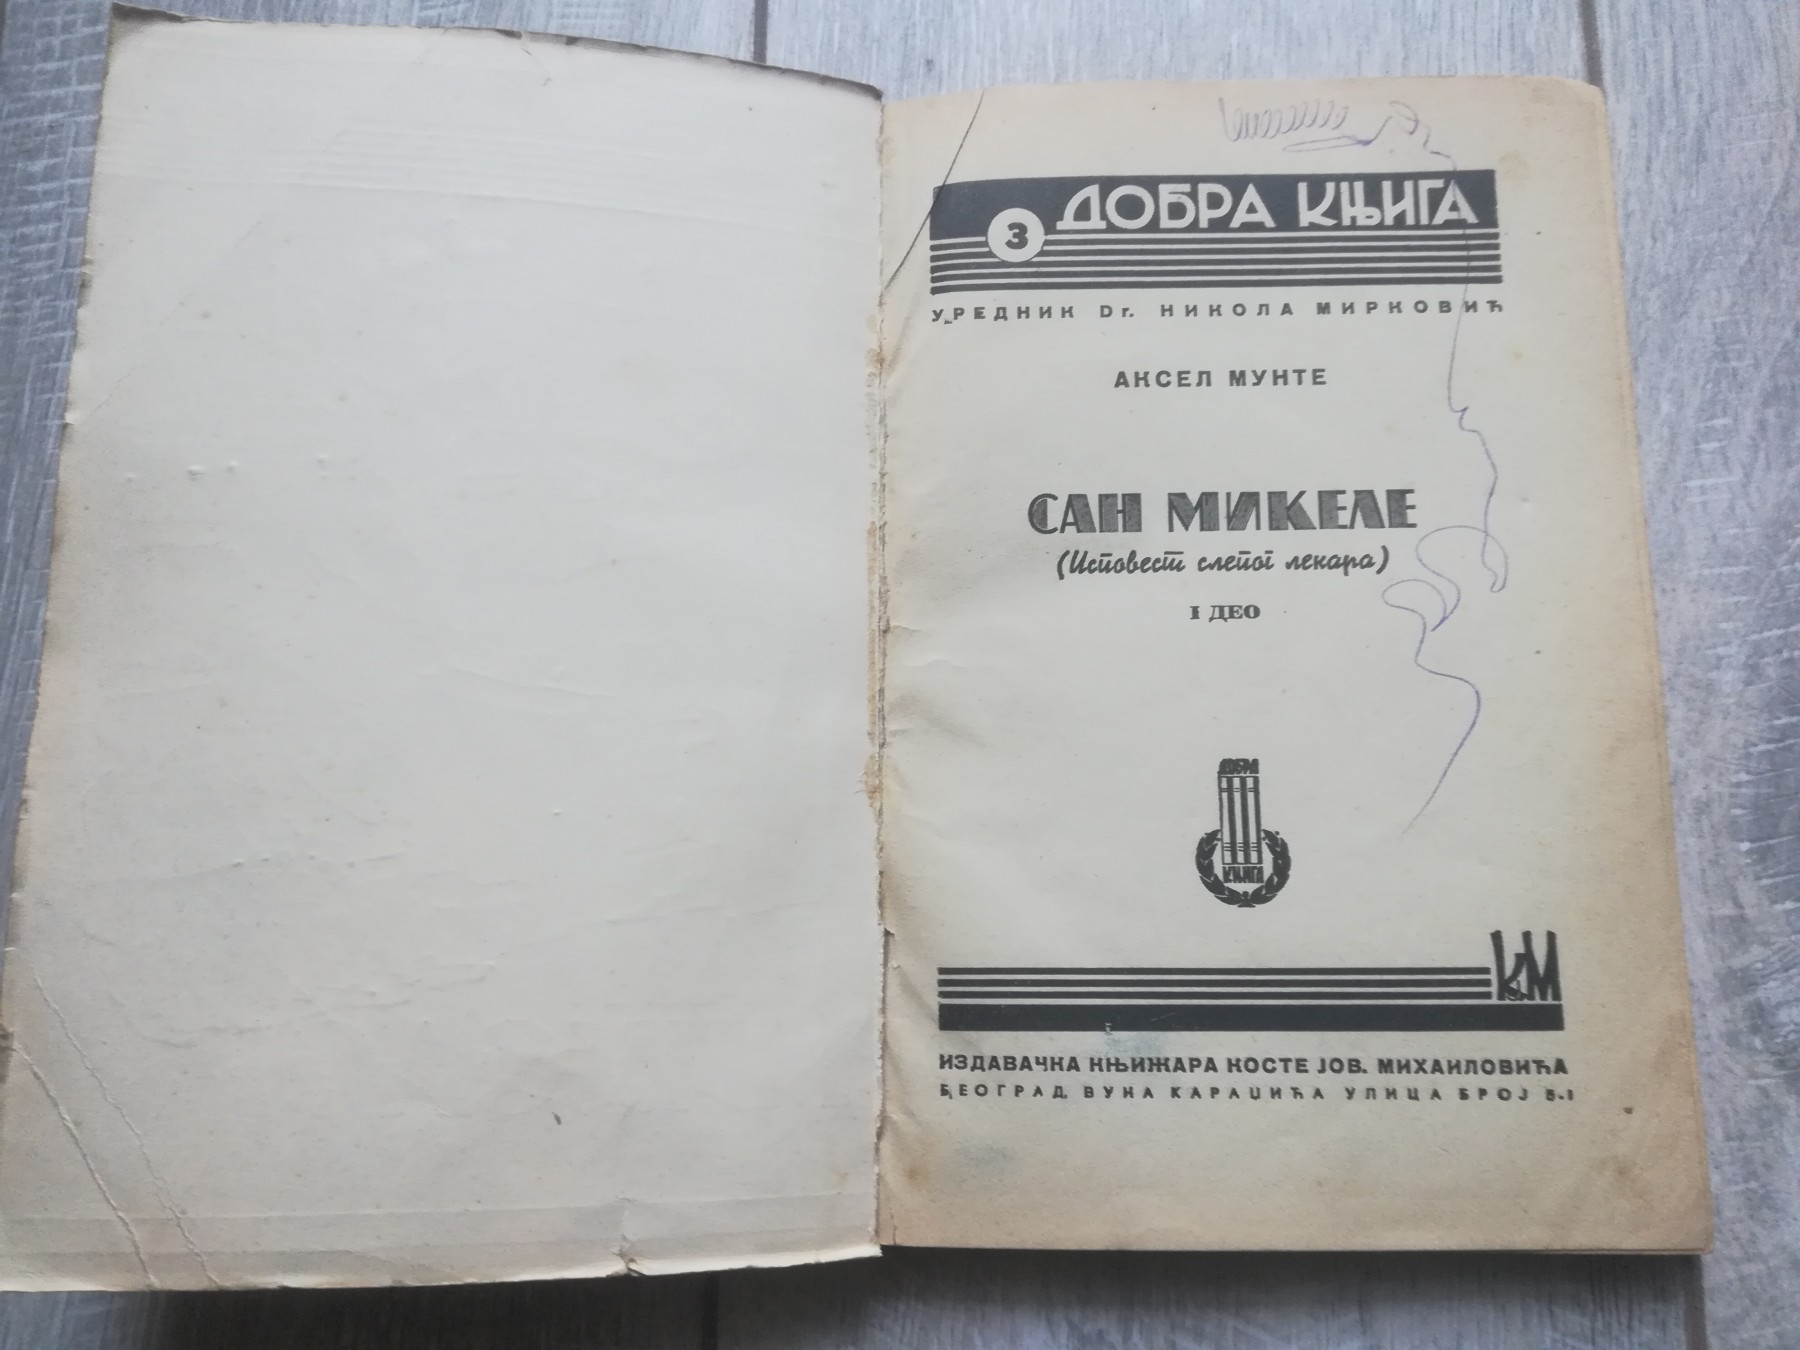 ДОБРА КЊИГА
3
УРЕДНИК Dr. НИКОЛА МИРКОВИЋ
АКСЕЛ МУНТЕ
САН МИКЕЛЕ
(Исповест слепог лекара)
I ДЕО
ДОБРА
КЊИГА
КЈМ
ИЗДАВАЧКА КЊИЖАРА КОСТЕ ЈОВ. МИХАИЛОВИЋА
БЕОГРАД, ВУКА КАРАЏИЋА УЛИЦА БРОЈ 5-I